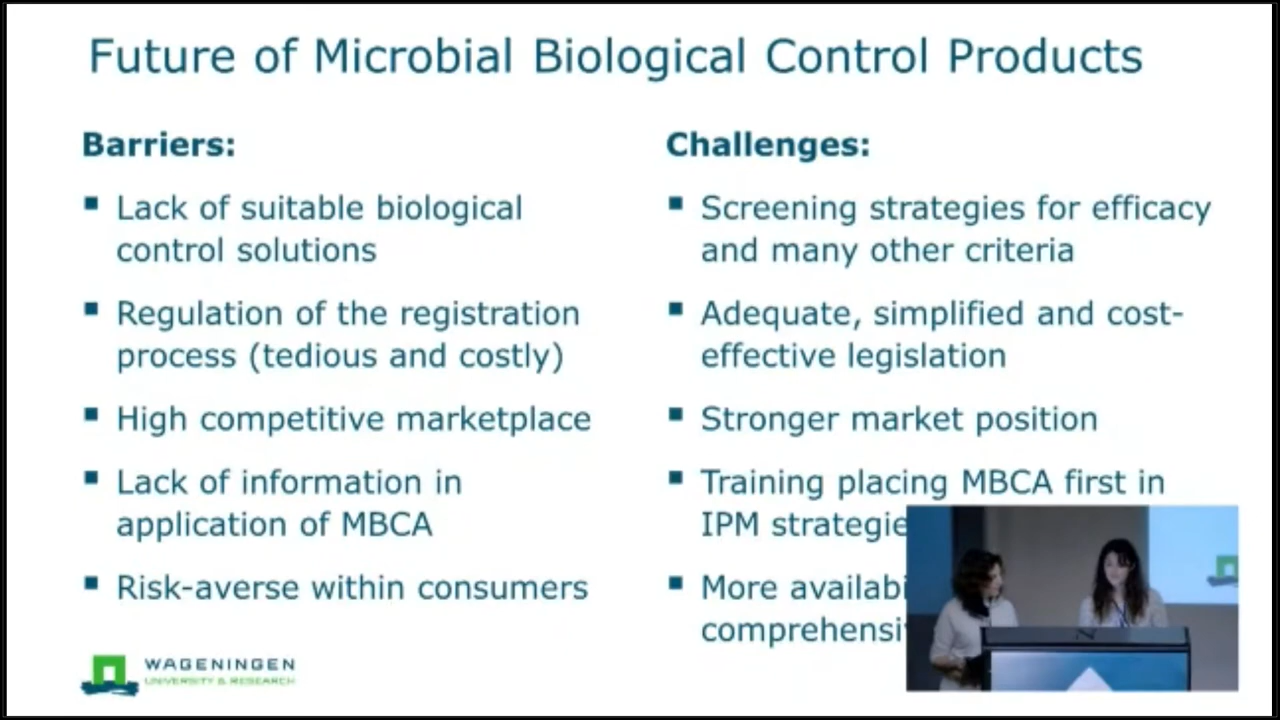 Future of Microbial Biological Control Products
Barriers:
Lack of suitable biological
control solutions
Regulation of the registration
process (tedious and costly)
High competitive marketplace
Lack of information in
application of MBCA
Risk-averse within consumers
Challenges:
Screening strategies for efficacy
and many other criteria
Adequate, simplified and cost-
effective legislation
Stronger market position
Training placing MBCA first in
IPM
More
WAGENINGEN
UNIVERSITY & RESEARCH